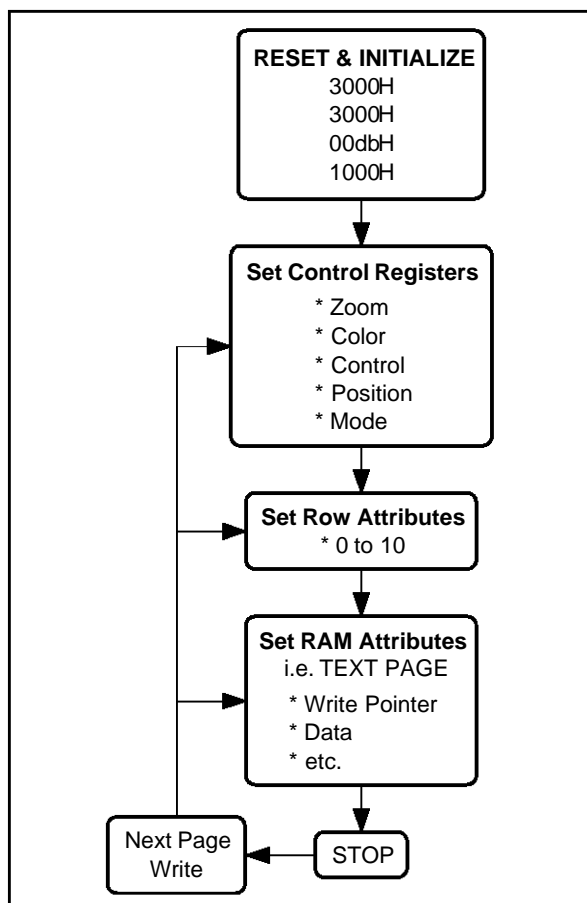 RESET & INITIALIZE
3000H
3000H
00dbH
1000H
Set Control Registers
* Zoom
* Color
* Control
* Position
* Mode
Set Row Attributes
* 0 to 10
Set RAM Attributes
i.e. TEXT PAGE
* Write Pointer
* Data
* etc.
Next Page
Write
STOP